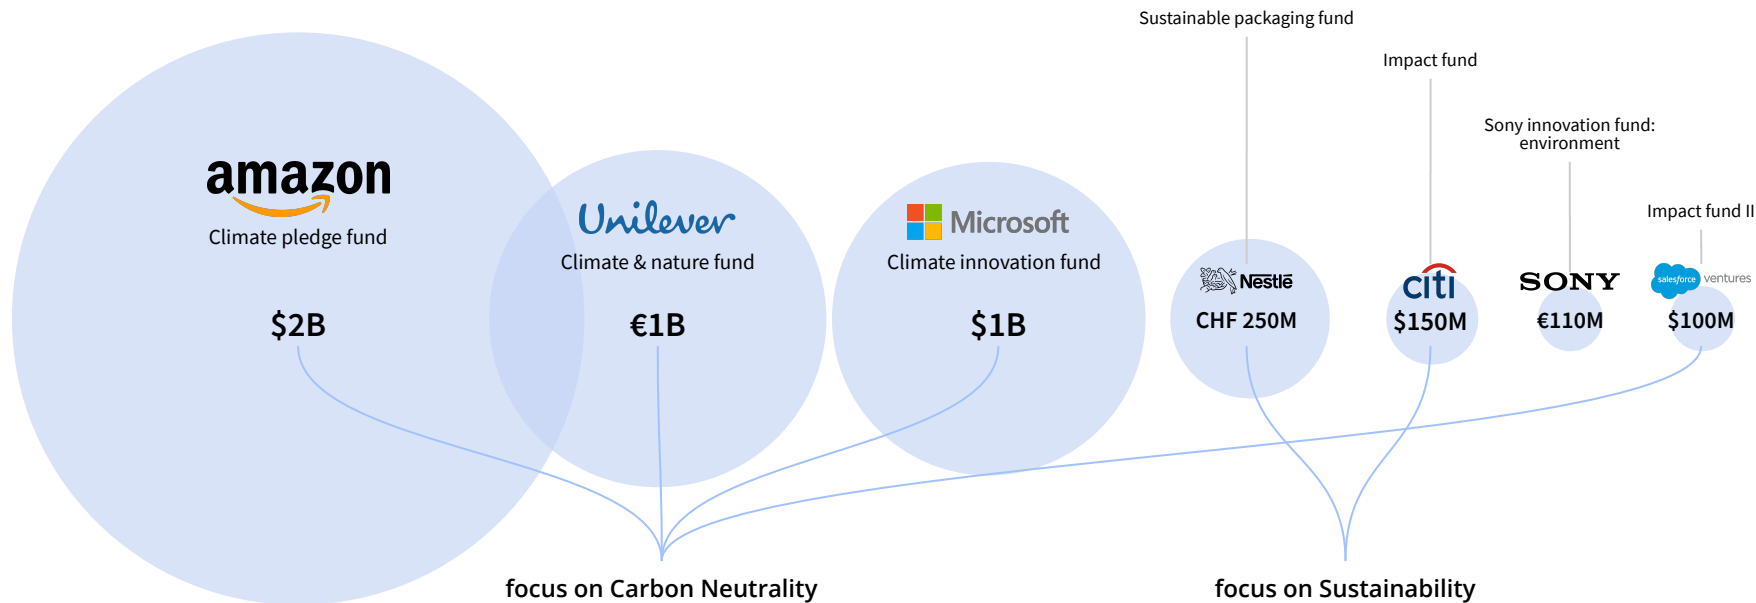 amazon
Climate pledge fund
$2B
Unilever
Climate & nature fund
€1B
Microsoft
Climate innovation fund
$1B
Sustainable packaging fund
Nestlē
CHF 250M
Impact fund
citi
$150M
Sony innovation fund:
environment
SONY
€110M
Impact fund II
salesforce ventures
$100M
focus on Carbon Neutrality
focus on Sustainability